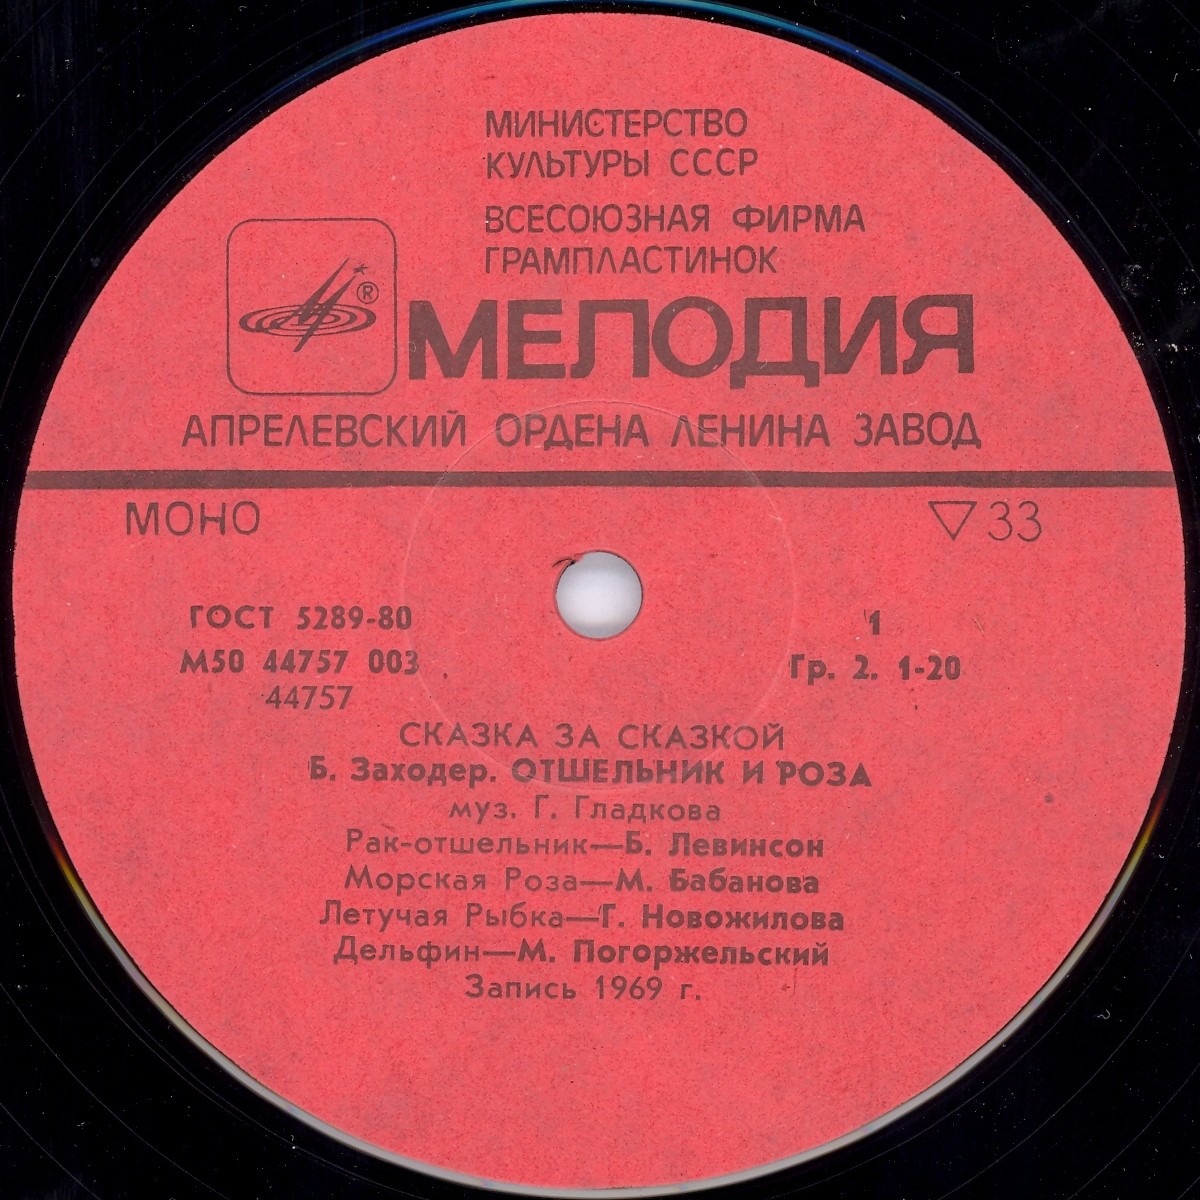 МИНИСТЕРСТВО
КУЛЬТУРЫ СССР
ВСЕСОЮЗНАЯ ФИРМА
ГРАМПЛАСТИНОК
®
МЕЛОДИЯ
АПРЕЛЕВСКИЙ ОРДЕНА ЛЕНИНА ЗАВОД
МОНО
▽33
ГОСТ 5289-80
1
М50 44757 003
Гр. 2. 1-20
44757
СКАЗКА ЗА СКАЗКОЙ
Б. Заходер. ОТШЕЛЬНИК И РОЗА
муз. Г. Гладкова
Рак-отшельник—Б. Левинсон
Морская Роза—М. Бабанова
Летучая Рыбка—Г. Новожилова
Дельфин—М. Погоржельский
Запись 1969 г.